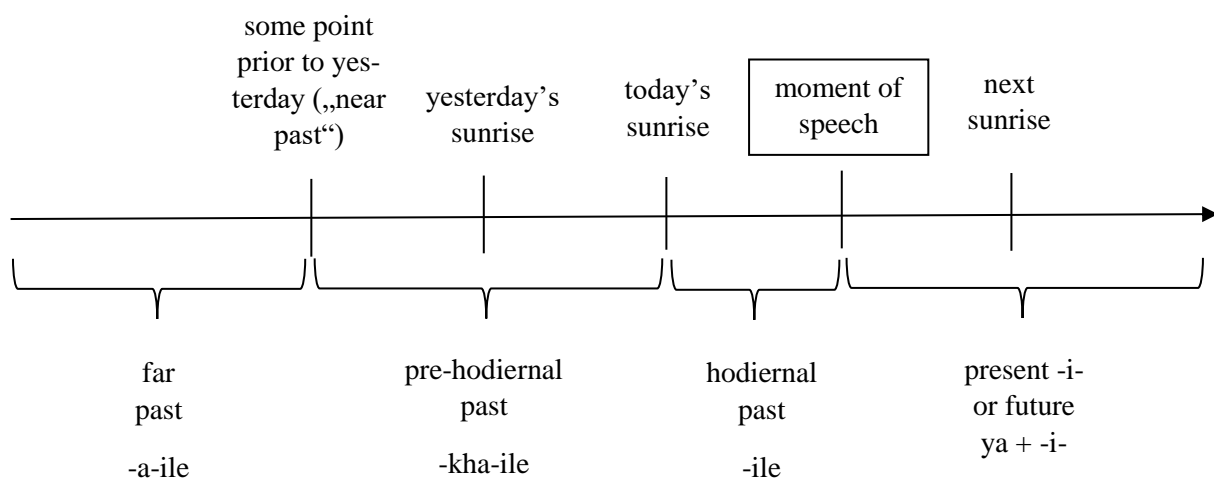 some point
prior to yes-
terday („near
past“)
yesterday’s
sunrise
today’s
sunrise
moment of
speech
next
sunrise
far
past
-a-ile
pre-hodiernal
past
-kha-ile
hodiernal
past
-ile
present -i-
or future
ya + -i-